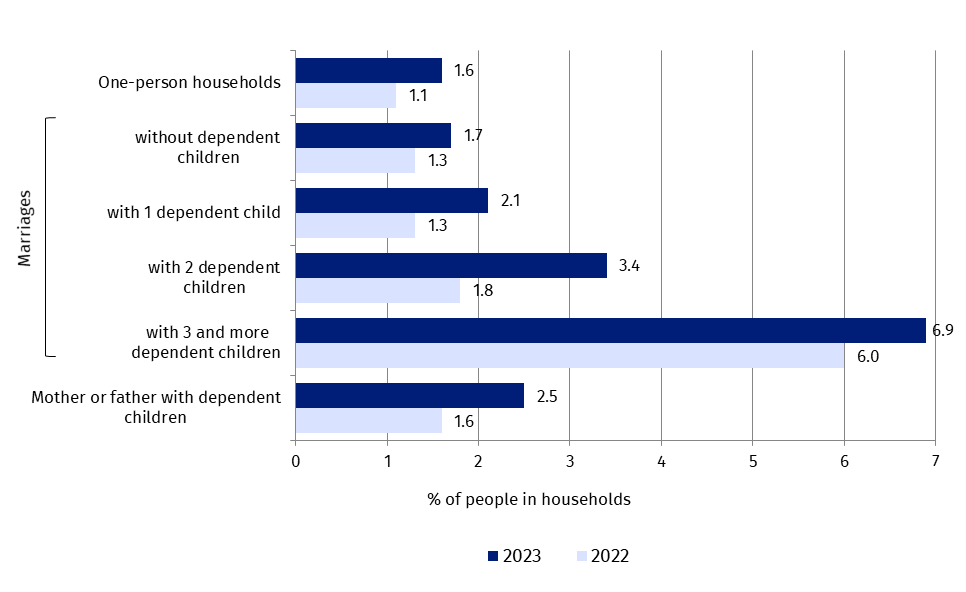 One-person households
1.6
1.1
Marriages
without dependent
children
1.7
1.3
with 1 dependent child
2.1
1.3
with 2 dependent
children
3.4
1.8
with 3 and more
dependent children
6.9
6.0
Mother or father with dependent
children
2.5
1.6
0 1 2 3 4 5 6 7
% of people in households
2023 2022